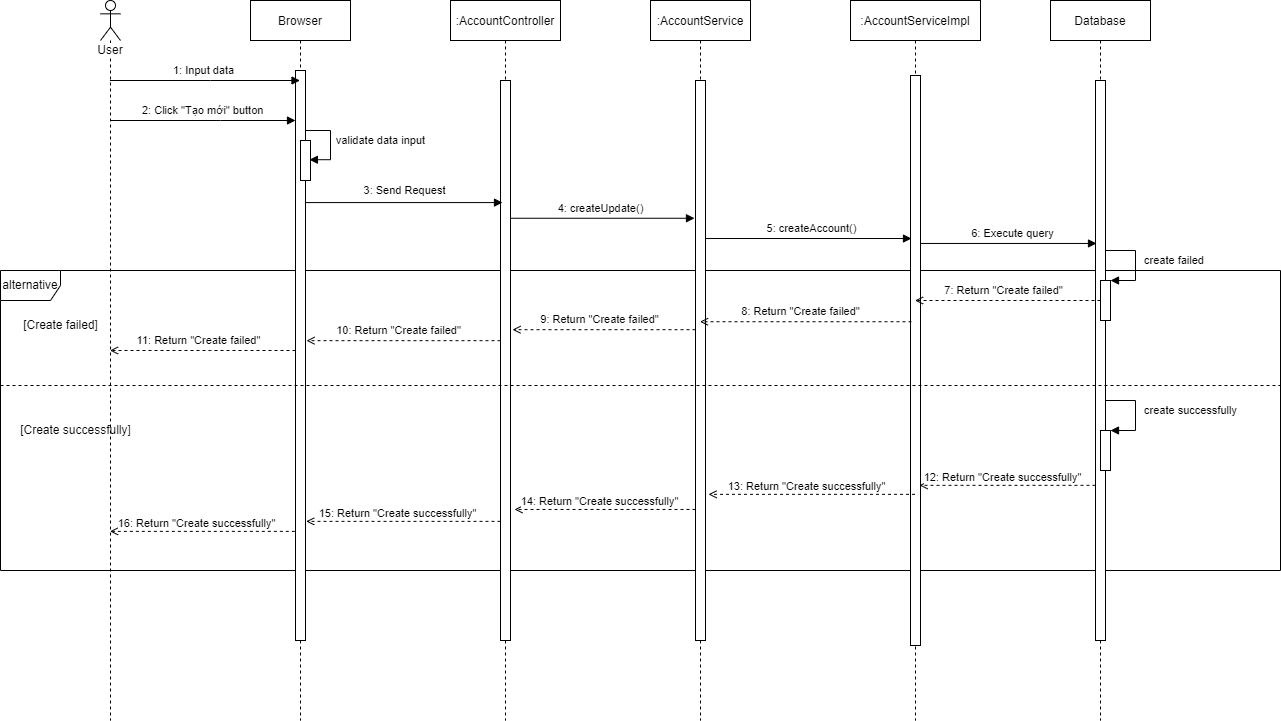 Browser
:AccountController
:AccountService
:AccountServiceImpl
Database
User
1: Input data
2: Click "Tạo mới" button
validate data input
3: Send Request
4: createUpdate()
5: createAccount()
6: Execute query
create failed
alternative
7: Return "Create failed"
8: Return "Create failed"
9: Return "Create failed"
[Create failed]
10: Return "Create failed"
11: Return "Create failed"
create successfully
[Create successfully]
12: Return "Create successfully"
13: Return "Create successfully"
14: Return "Create successfully"
15: Return "Create successfully"
16: Return "Create successfully"